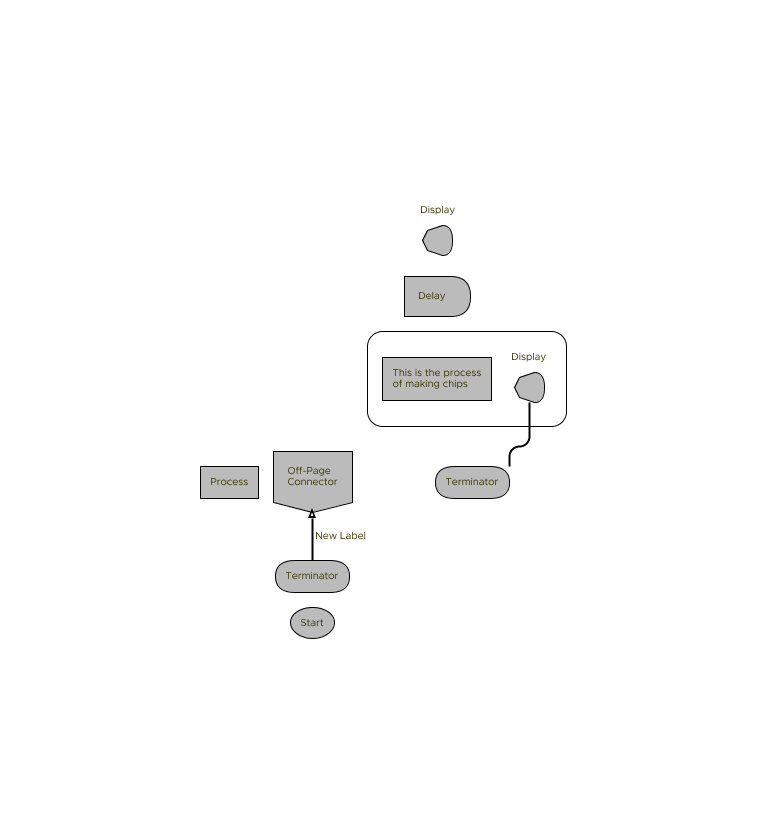 Display
Delay
Display
This is the process
of making chips
Off-Page
Connector
Process
Terminator
New Label
Terminator
Start